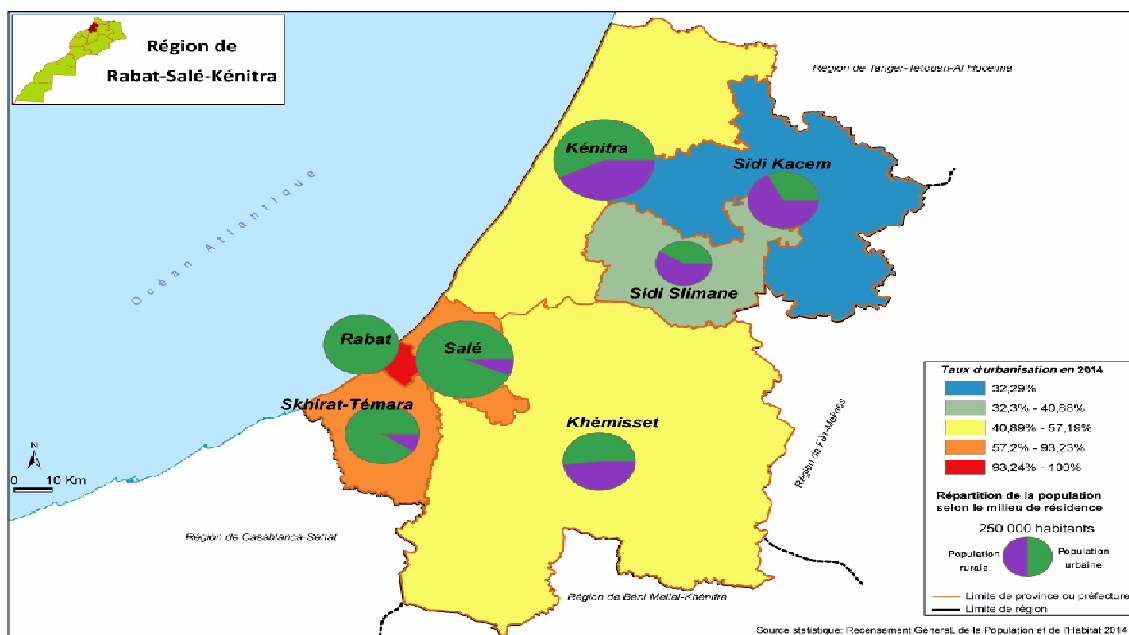 Région de
Rabat-Salé-Kénitra
Région de Tanger-Tetouan-Al Hoceima
Océan Atlantique
Kénitra
Sidi Kacem
Sidi Slimane
Rabat
Salé
Skhirat-Témara
Khémisset
Région de Fès-Meknès
Région de Casablanca-Settat
Région de Béni Mellal-Khénifra
N
0 10 Km
Taux d'urbanisation en 2014
32,29%
32,3% - 40,88%
40,89% - 57,19%
57,2% - 93,23%
93,24% - 100%
Répartition de la population
selon le milieu de résidence
250 000 habitants
Population
rurale
Population
urbaine
Limite de province ou préfecture
Limite de région
Source statistique: Recensement Général, de la Population et de l'Habitat 2014